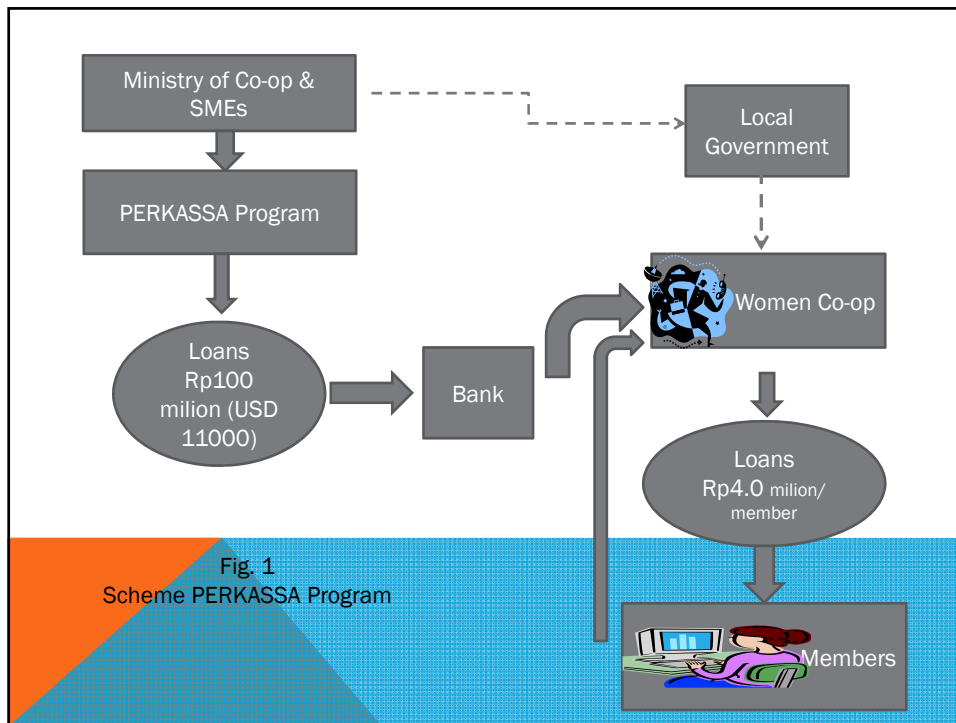 Ministry of Co-op &
SMEs
Local
Government
PERKASSA Program
Women Co-op
Loans
Rp100
milion (USD
11000)
Bank
Loans
Rp4.0 milion/
member
Fig. 1
Scheme PERKASSA Program
Members